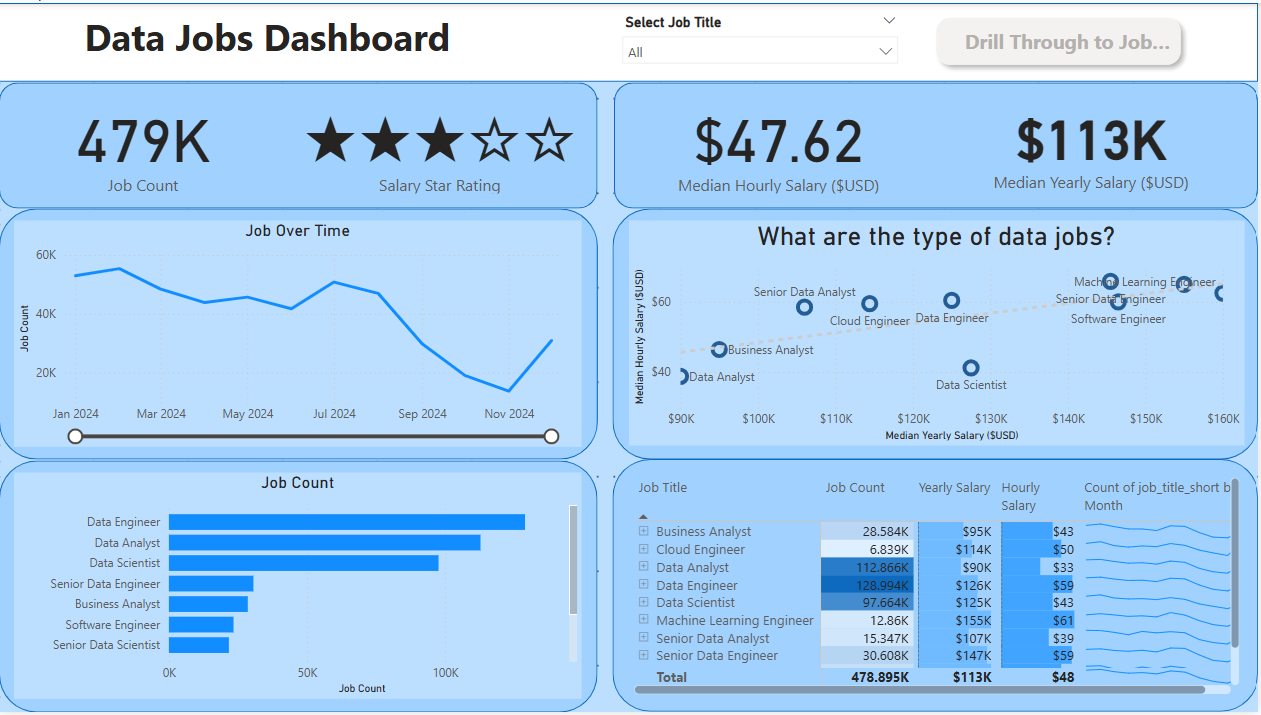 Data Jobs Dashboard
Select Job Title
All
Drill Through to Job...
479K
Job Count
Salary Star Rating
$47.62
Median Hourly Salary ($USD)
$113K
Median Yearly Salary ($USD)
Job Over Time
60K
40K
20K
Job Count
Jan 2024 Mar 2024 May 2024 Jul 2024 Sep 2024 Nov 2024
What are the type of data jobs?
Median Hourly Salary ($USD)
$60
$40
Machine Learning Engineer
Senior Data Analyst
Senior Data Engineer
Cloud Engineer
Data Engineer
Software Engineer
Business Analyst
Data Analyst
Data Scientist
$90K $100K $110K $120K $130K $140K $150K $160K
Median Yearly Salary ($USD)
Job Count
Data Engineer
Data Analyst
Data Scientist
Senior Data Engineer
Business Analyst
Software Engineer
Senior Data Scientist
0K 50K 100K
Job Count
Job Title Job Count Yearly Salary Hourly Salary Count of job_title_short b Month
Business Analyst 28.584K $95K $43
Cloud Engineer 6.839K $114K $50
Data Analyst 112.866K $90K $33
Data Engineer 128.994K $126K $59
Data Scientist 97.664K $125K $43
Machine Learning Engineer 12.86K $155K $61
Senior Data Analyst 15.347K $107K $39
Senior Data Engineer 30.608K $147K $59
Total 478.895K $113K $48